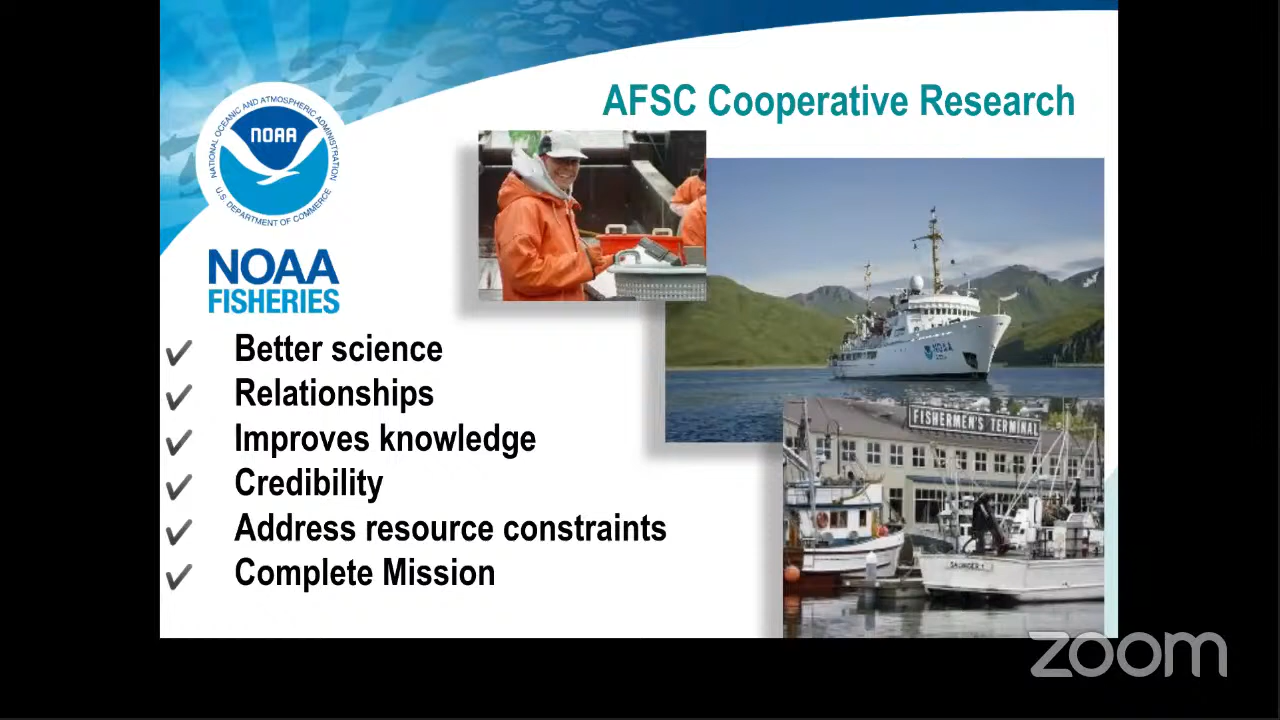 AFSC Cooperative Research
NATIONAL OCEANIC AND ATMOSPHERIC ADMINISTRATION
NOAA
U.S. DEPARTMENT OF COMMERCE
NOAA
FISHERIES
Better science
Relationships
Improves knowledge
Credibility
Address resource constraints
Complete Mission
NOAA
FISHERMEN'S TERMINAL
zoom